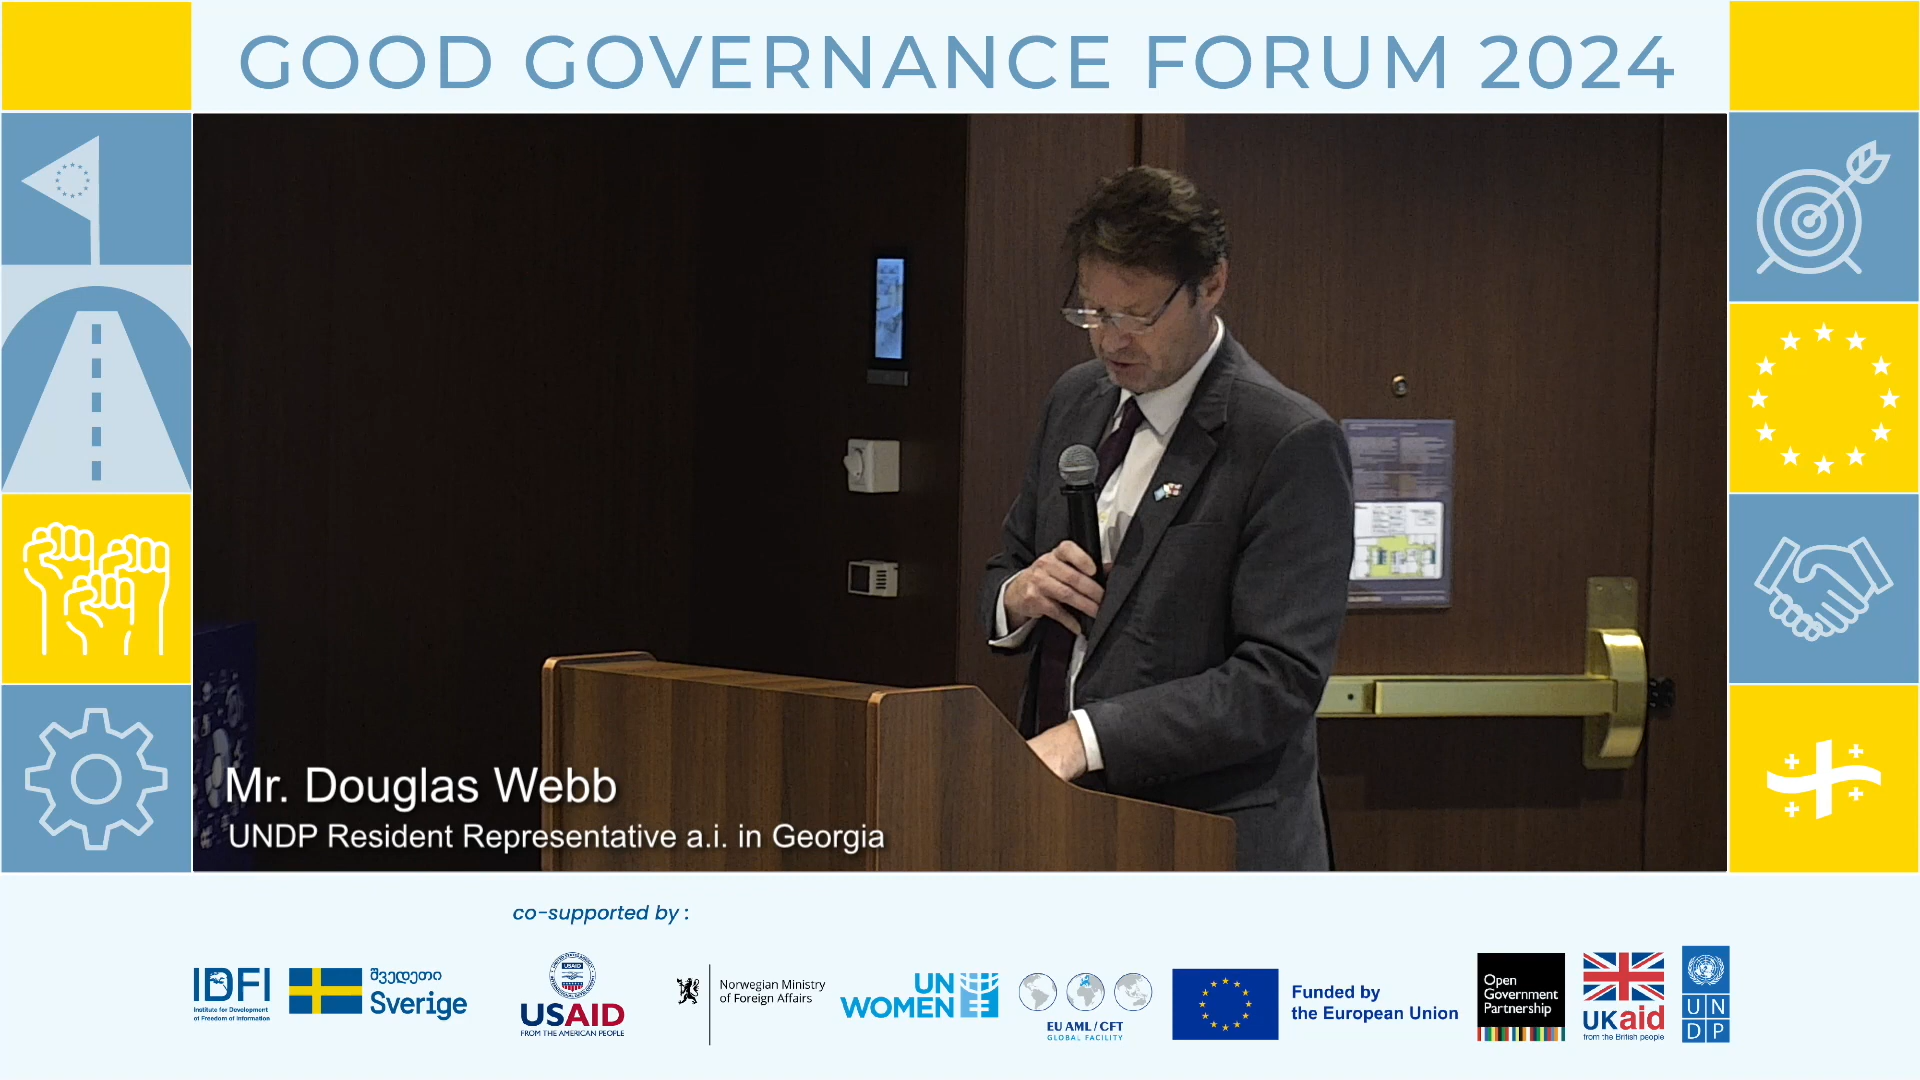 GOOD GOVERNANCE FORUM 2024
Mr. Douglas Webb
UNDP Resident Representative a.i. in Georgia
co-supported by :
IDFI
Institute for Development
of Freedom of Information
შვედეთი
Sverige
USAID
FROM THE AMERICAN PEOPLE
Norwegian Ministry
of Foreign Affairs
UN
WOMEN
EU AML / CFT
GLOBAL FACILITY
Funded by
the European Union
Open
Government
Partnership
UKaid
from the British people
U N
D P